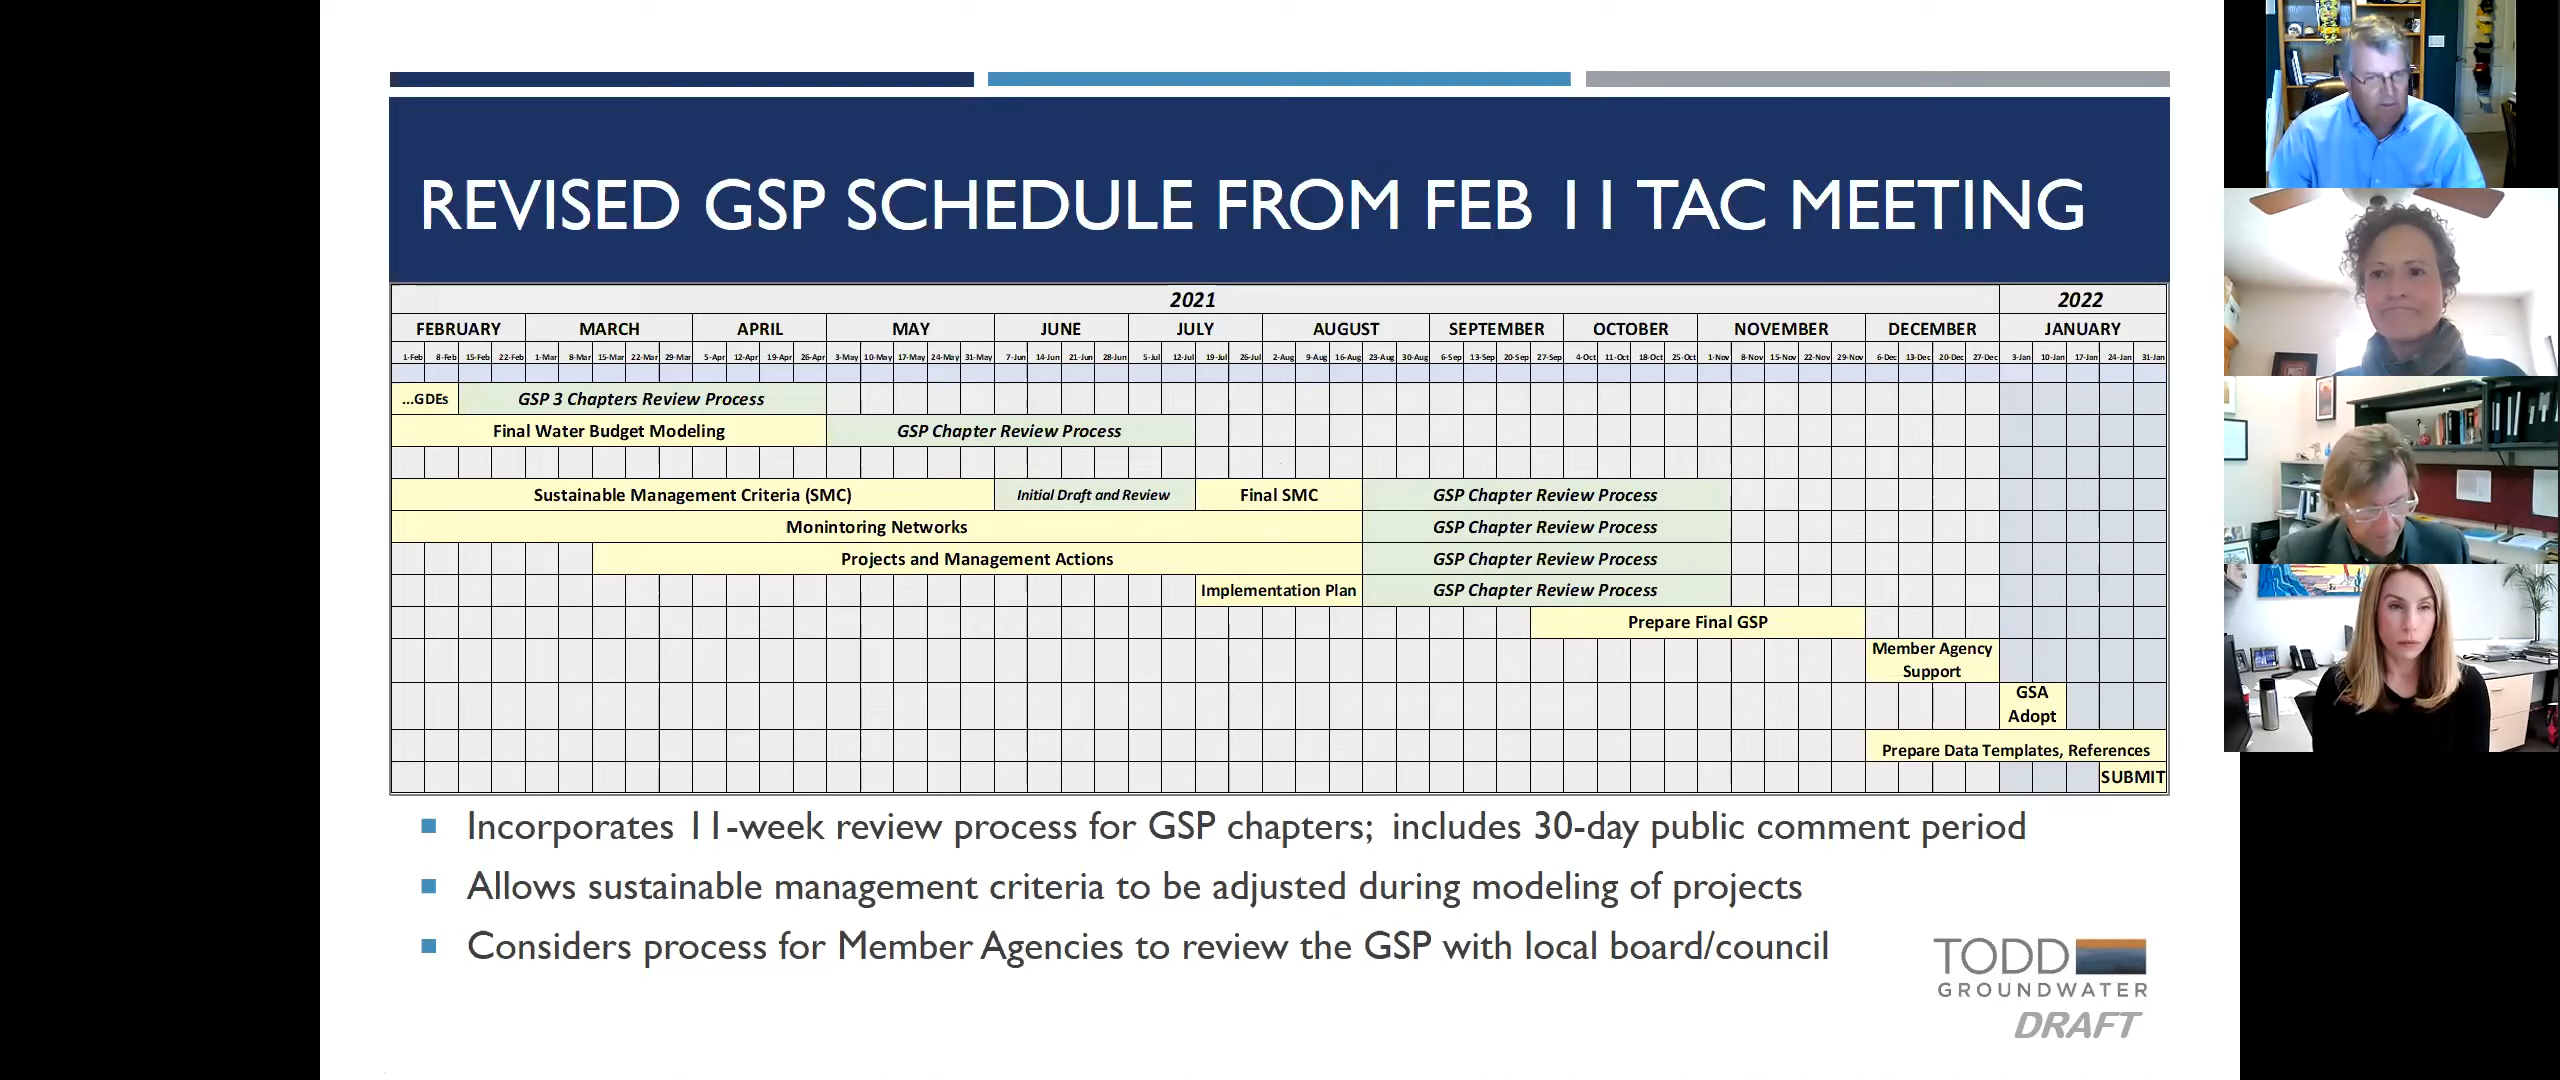 REVISED GSP SCHEDULE FROM FEB 11 TAC MEETING
2021 2022
FEBRUARY MARCH APRIL MAY JUNE JULY AUGUST SEPTEMBER OCTOBER NOVEMBER DECEMBER JANUARY
1-Feb 8-Feb 15-Feb 22-Feb 1-Mar 8-Mar 15-Mar 22-Mar 29-Mar 5-Apr 12-Apr 19-Apr 26-Apr 3-May 10-May 17-May 24-May 31-May 7-Jun 14-Jun 21-Jun 28-Jun 5-Jul 12-Jul 19-Jul 26-Jul 2-Aug 9-Aug 16-Aug 23-Aug 30-Aug 6-Sep 13-Sep 20-Sep 27-Sep 4-Oct 11-Oct 18-Oct 25-Oct 1-Nov 8-Nov 15-Nov 22-Nov 29-Nov 6-Dec 13-Dec 20-Dec 27-Dec 3-Jan 10-Jan 17-Jan 24-Jan 31-Jan
...GDEs GSP 3 Chapters Review Process
Final Water Budget Modeling GSP Chapter Review Process
Sustainable Management Criteria (SMC) Initial Draft and Review Final SMC GSP Chapter Review Process
Monintoring Networks GSP Chapter Review Process
Projects and Management Actions GSP Chapter Review Process
Implementation Plan GSP Chapter Review Process
Prepare Final GSP
Member Agency
Support
GSA
Adopt
Prepare Data Templates, References
SUBMIT
Incorporates 11-week review process for GSP chapters; includes 30-day public comment period
Allows sustainable management criteria to be adjusted during modeling of projects
Considers process for Member Agencies to review the GSP with local board/council
TODD
GROUNDWATER
DRAFT